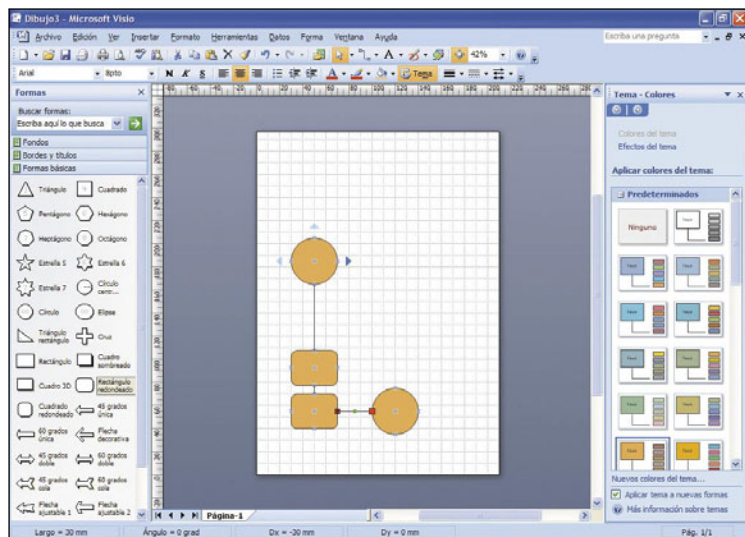 Dibujo3 - Microsoft Visio
Archivo Edición Ver Insertar Formato Herramientas Datos Forma Ventana Ayuda
Escriba una pregunta
42%
Arial 8pto N K S Tema
Formas
Buscar formas:
Escriba aquí lo que busca
Fondos
Bordes y títulos
Formas básicas
Triángulo Cuadrado
Pentágono Hexágono
Heptágono Octágono
Estrella 5 Estrella 6
Estrella 7 Círculo centr...
Círculo Elipse
Triángulo rectángulo Cruz
Rectángulo Cuadro sombreado
Cuadro 3D Rectángulo redondeado
Cuadrado redondeado 45 grados única
60 grados única Flecha decorativa
45 grados doble 60 grados doble
45 grados cola 60 grados cola
Flecha ajustable 1 Flecha ajustable 2
Página-1
Tema - Colores
Colores del tema
Efectos del tema
Aplicar colores del tema:
Predeterminados
Ninguno
Nuevos colores del tema...
Aplicar tema a nuevas formas
Más información sobre temas
Largo = 30 mm Ángulo = 0 grad Dx = -30 mm Dy = 0 mm Pág. 1/1